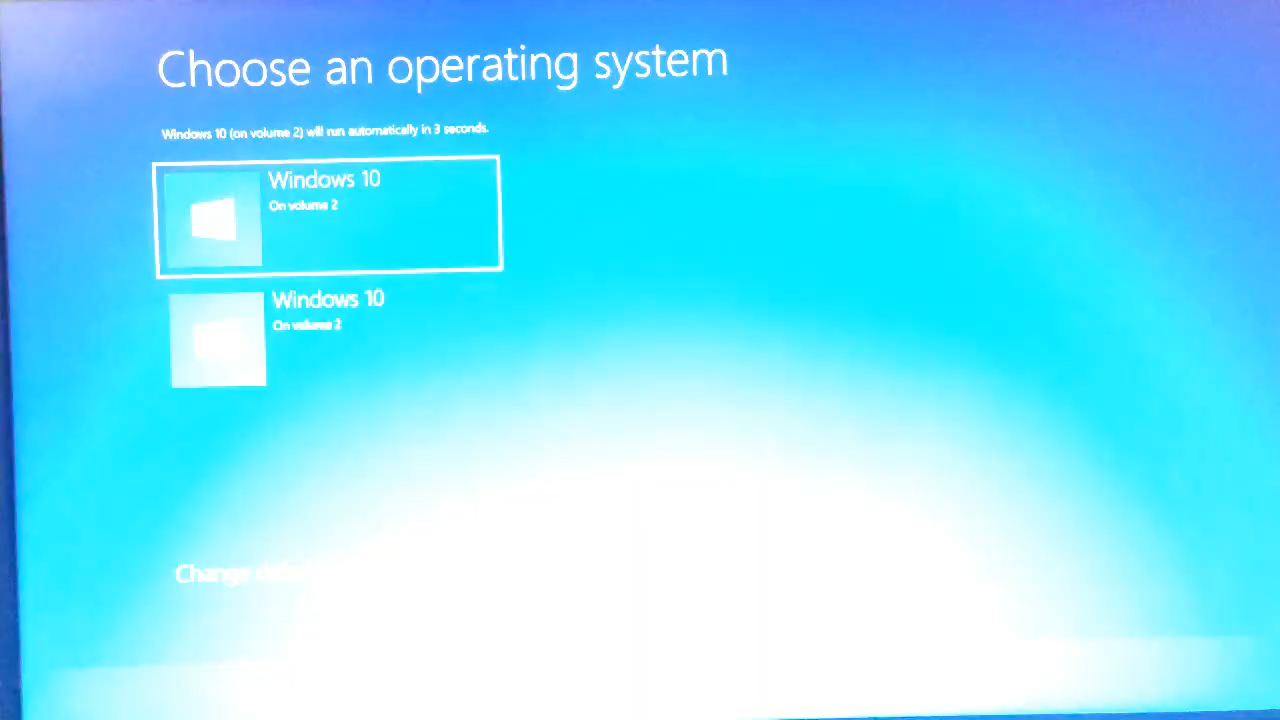 Choose an operating system
Windows 10 (on volume 2) will run automatically in 3 seconds.
Windows 10
On volume 2
Windows 10
On volume 2
Change